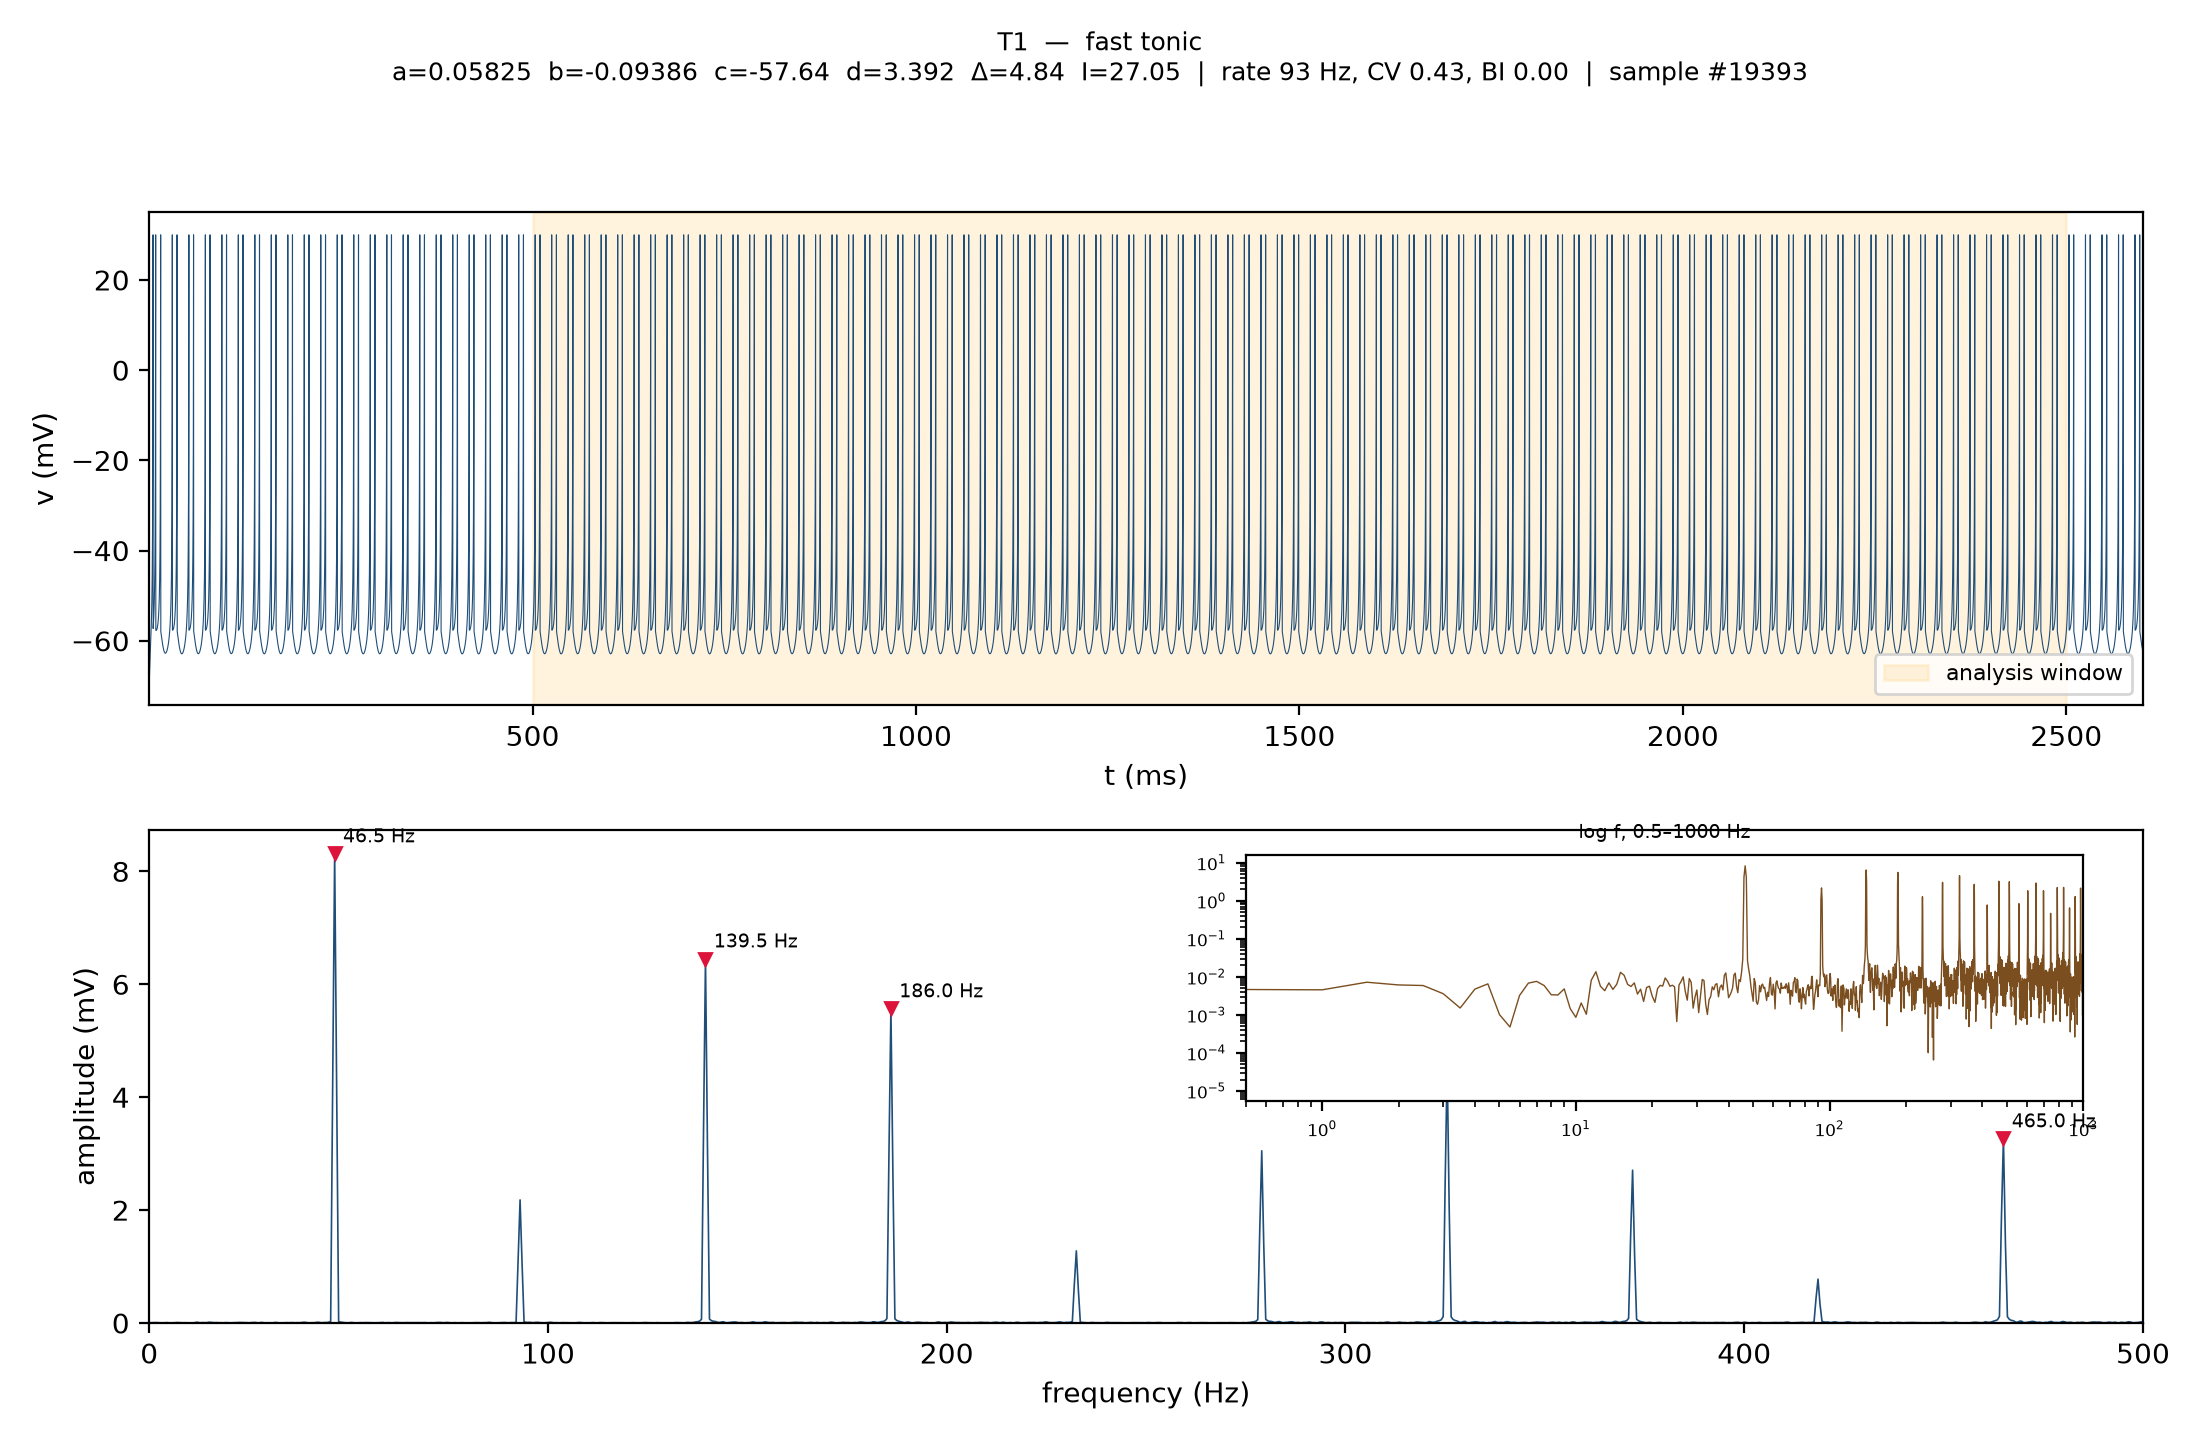 T1 — fast tonic
a=0.05825 b=-0.09386 c=-57.64 d=3.392 Δ=4.84 I=27.05 | rate 93 Hz, CV 0.43, BI 0.00 | sample #19393
20
0
−20
−40
−60
v (mV)
analysis window
500
1000
1500
2000
2500
t (ms)
46.5 Hz
139.5 Hz
186.0 Hz
465.0 Hz
log f, 0.5–1000 Hz
10¹
10⁰
10⁻¹
10⁻²
10⁻³
10⁻⁴
10⁻⁵
10⁰
10¹
10²
10³
8
6
4
2
0
amplitude (mV)
0
100
200
300
400
500
frequency (Hz)